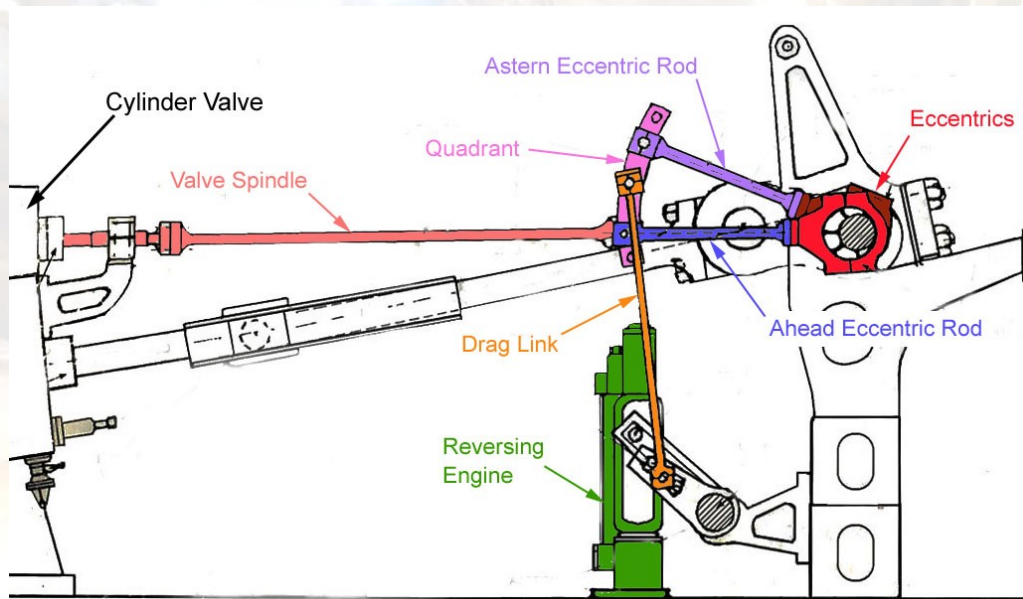 Astern Eccentric Rod
Cylinder Valve
Eccentrics
Quadrant
Valve Spindle
Ahead Eccentric Rod
Drag Link
Reversing
Engine